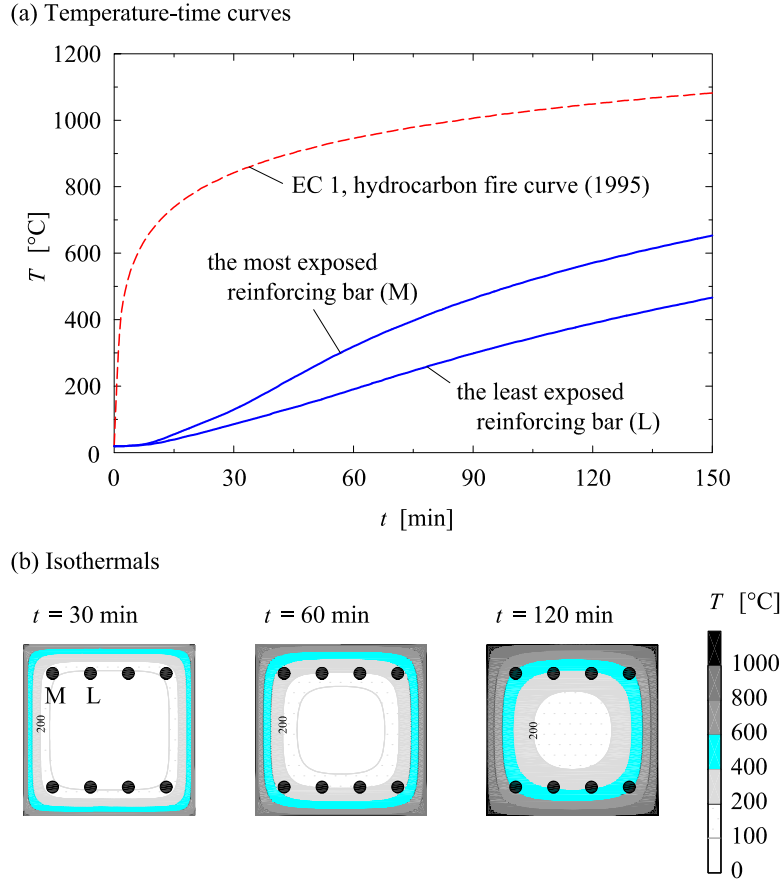 (a) Temperature-time curves
1200
1000
800
600
400
200
0
T [°C]
EC 1, hydrocarbon fire curve (1995)
the most exposed
reinforcing bar (M)
the least exposed
reinforcing bar (L)
0 30 60 90 120 150
t [min]
(b) Isothermals
t = 30 min
t = 60 min
t = 120 min
T [°C]
M L
200
200
200
1000
800
600
400
200
100
0